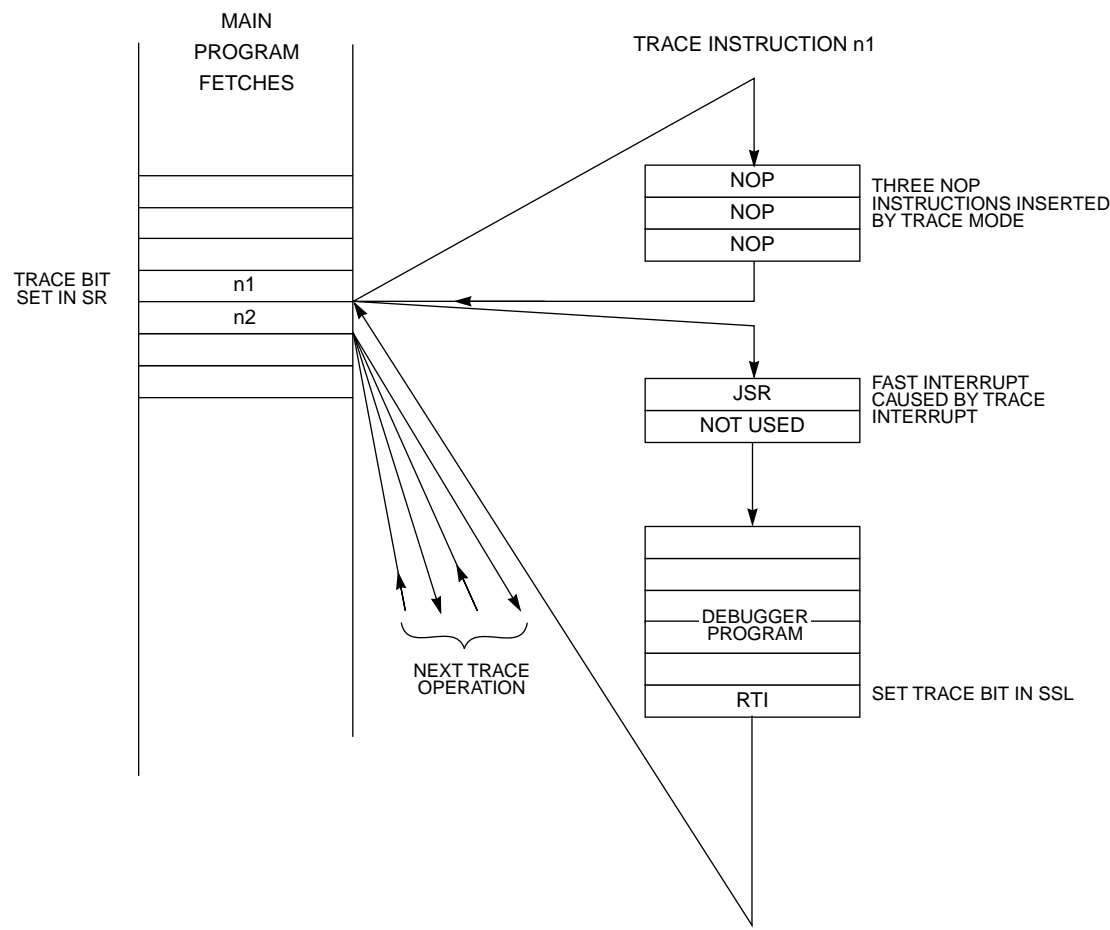 MAIN
PROGRAM
FETCHES
TRACE INSTRUCTION n1
NOP
NOP
NOP
THREE NOP
INSTRUCTIONS INSERTED
BY TRACE MODE
TRACE BIT
SET IN SR
n1
n2
JSR
NOT USED
FAST INTERRUPT
CAUSED BY TRACE
INTERRUPT
DEBUGGER
PROGRAM
NEXT TRACE
OPERATION
RTI
SET TRACE BIT IN SSL